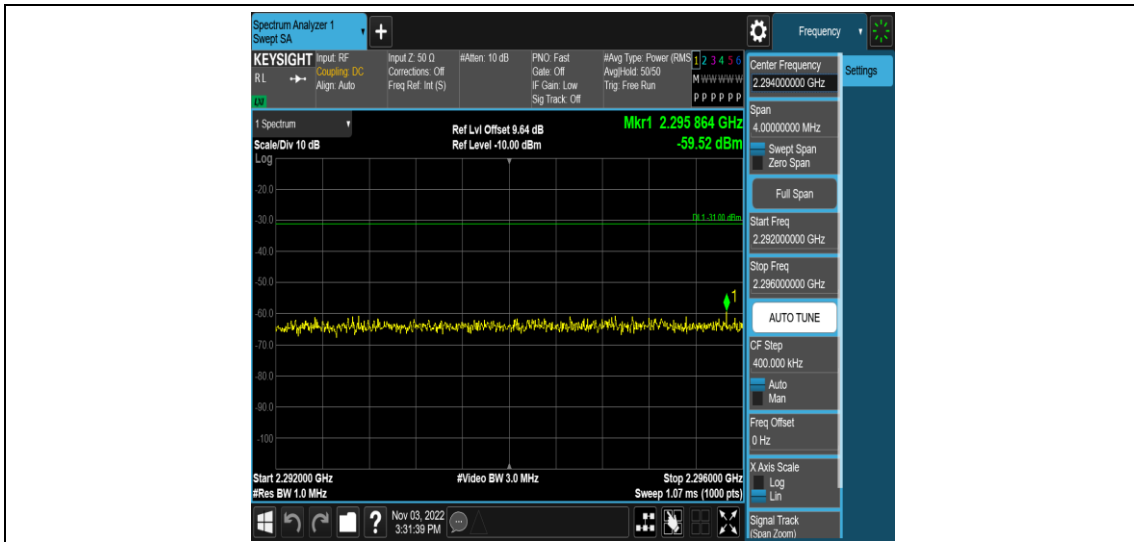 Spectrum Analyzer 1
Swept SA
+
Frequency
KEYSIGHT
RL
LXI
Input: RF
Coupling: DC
Align: Auto
Input Z: 50 Ω
Corrections: Off
Freq Ref: Int (S)
#Atten: 10 dB
PNO: Fast
Gate: Off
IF Gain: Low
Sig Track: Off
#Avg Type: Power (RMS
Avg|Hold: 50/50
Trig: Free Run
1 2 3 4 5 6
M W W W W W
P P P P P P
1 Spectrum
Scale/Div 10 dB
Log
Ref Lvl Offset 9.64 dB
Ref Level -10.00 dBm
Mkr1 2.295 864 GHz
-59.52 dBm
-20.0
-30.0
DL1 -31.00 dBm
-40.0
-50.0
1
-60.0
-70.0
-80.0
-90.0
-100
Start 2.292000 GHz
#Video BW 3.0 MHz
Stop 2.296000 GHz
#Res BW 1.0 MHz
Sweep 1.07 ms (1000 pts)
Center Frequency
2.294000000 GHz
Settings
Span
4.00000000 MHz
Swept Span
Zero Span
Full Span
Start Freq
2.292000000 GHz
Stop Freq
2.296000000 GHz
AUTO TUNE
CF Step
400.000 kHz
Auto
Man
Freq Offset
0 Hz
X Axis Scale
Log
Lin
Signal Track
(Span Zoom)
?
Nov 03, 2022
3:31:39 PM